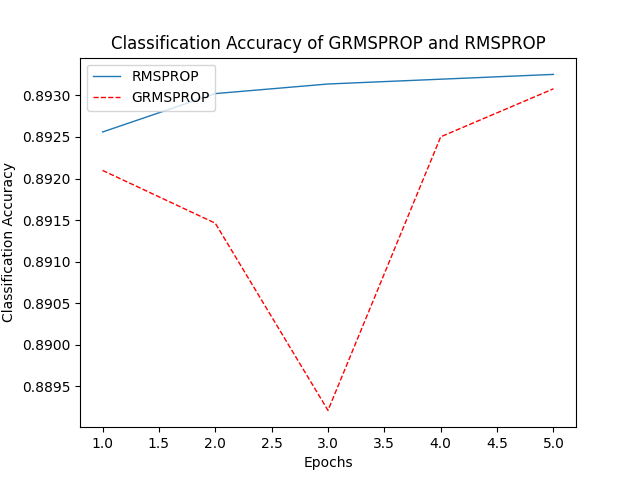 Classification Accuracy of GRMSPROP and RMSPROP
RMSPROP
GRMSPROP
Classification Accuracy
0.8930
0.8925
0.8920
0.8915
0.8910
0.8905
0.8900
0.8895
1.0 1.5 2.0 2.5 3.0 3.5 4.0 4.5 5.0
Epochs